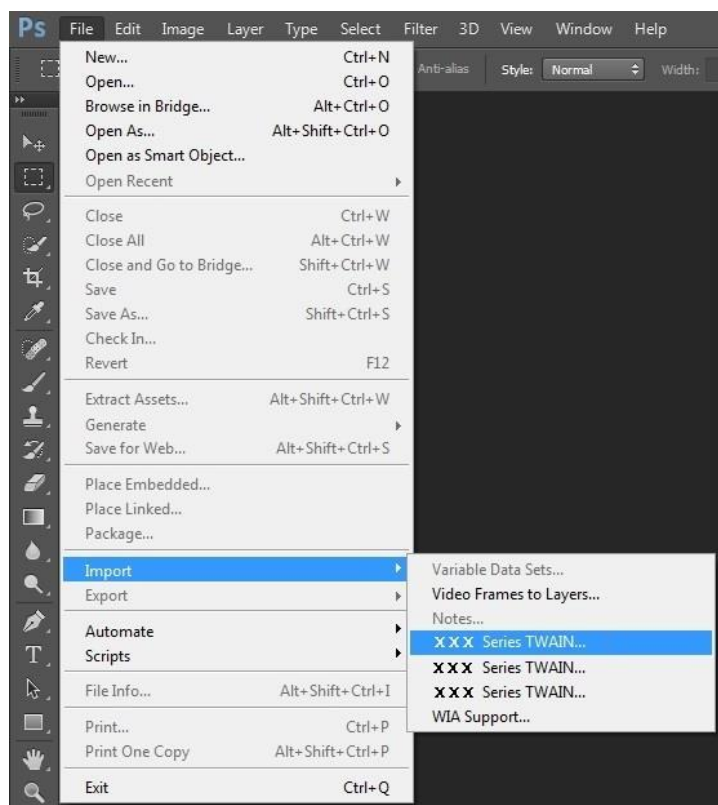 Ps File Edit Image Layer Type Select Filter 3D View Window Help
Anti-alias Style: Normal Width:
New... Ctrl+N
Open... Ctrl+O
Browse in Bridge... Alt+Ctrl+O
Open As... Alt+Shift+Ctrl+O
Open as Smart Object...
Open Recent
Close Ctrl+W
Close All Alt+Ctrl+W
Close and Go to Bridge... Shift+Ctrl+W
Save Ctrl+S
Save As... Shift+Ctrl+S
Check In...
Revert F12
Extract Assets... Alt+Shift+Ctrl+W
Generate
Save for Web... Alt+Shift+Ctrl+S
Place Embedded...
Place Linked...
Package...
Import
Export
Automate
Scripts
File Info... Alt+Shift+Ctrl+I
Print... Ctrl+P
Print One Copy Alt+Shift+Ctrl+P
Exit Ctrl+Q
Variable Data Sets...
Video Frames to Layers...
Notes...
XXX Series TWAIN...
XXX Series TWAIN...
XXX Series TWAIN...
WIA Support...